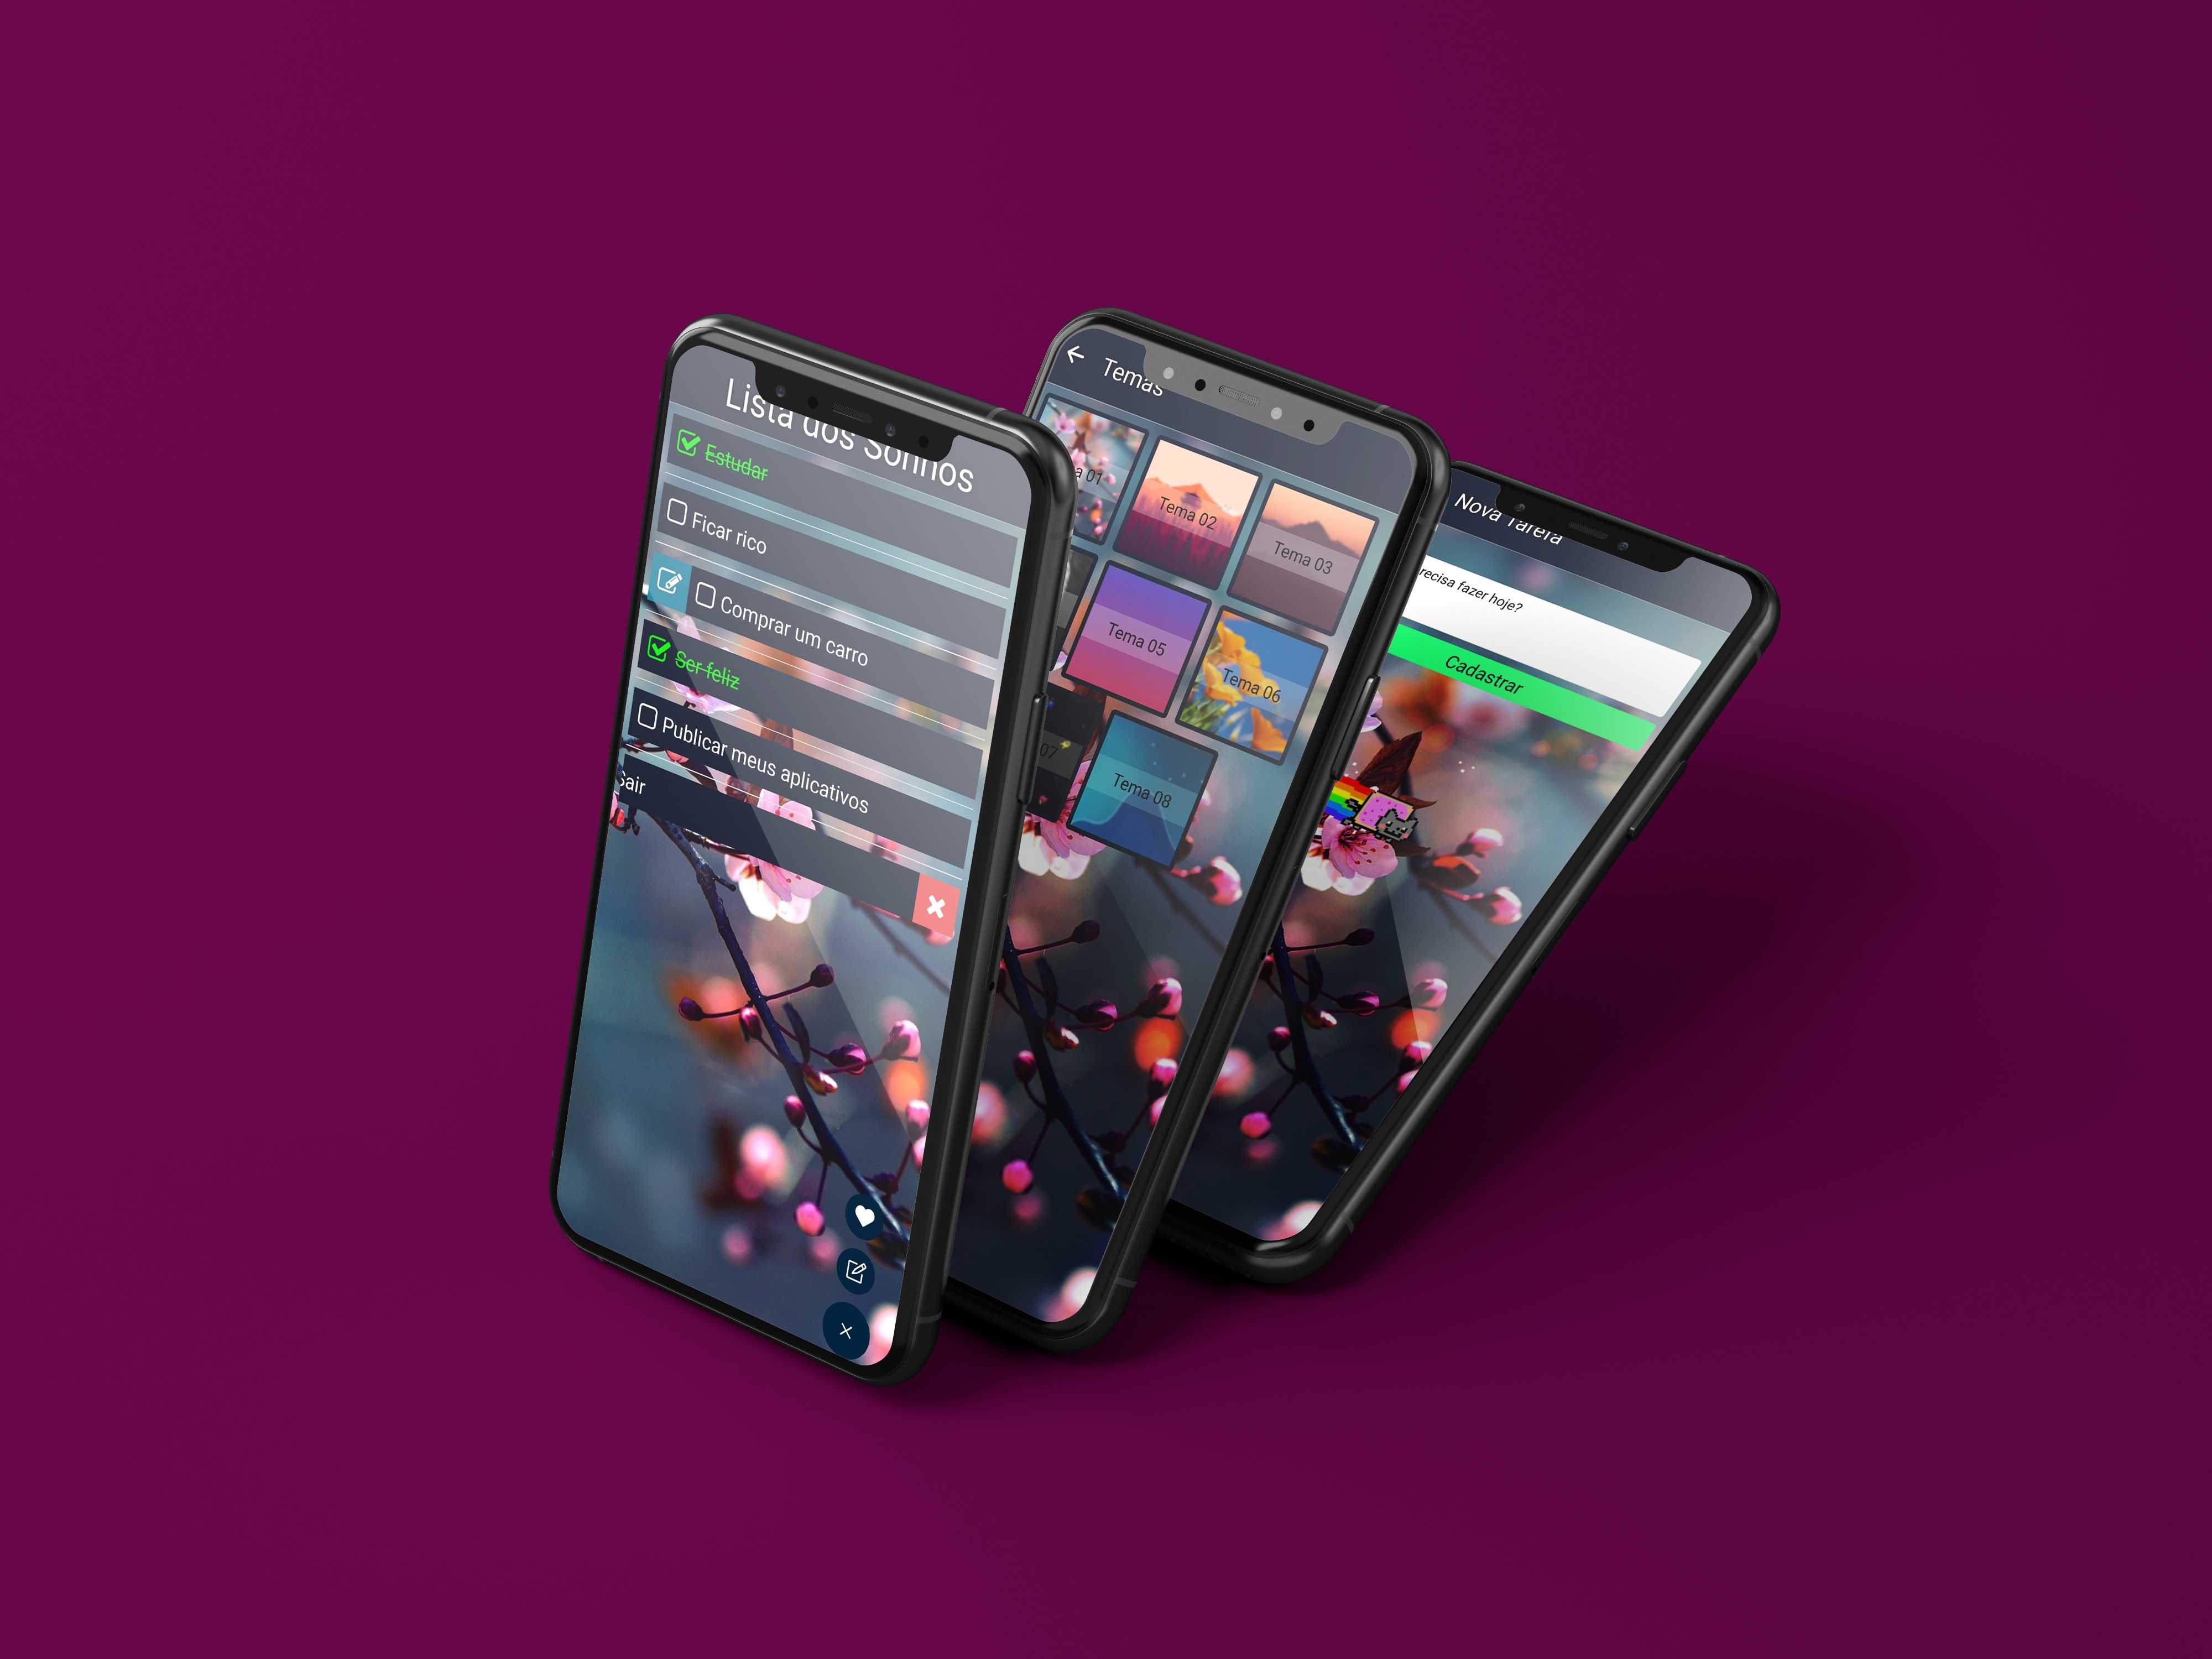 Lista dos Sonhos
Estudar
Ficar rico
Comprar um carro
Ser feliz
Publicar meus aplicativos
Sair
Temas
a 01
Tema 02
Tema 03
Tema 05
Tema 06
07
Tema 08
Nova Tarefa
recisa fazer hoje?
Cadastrar